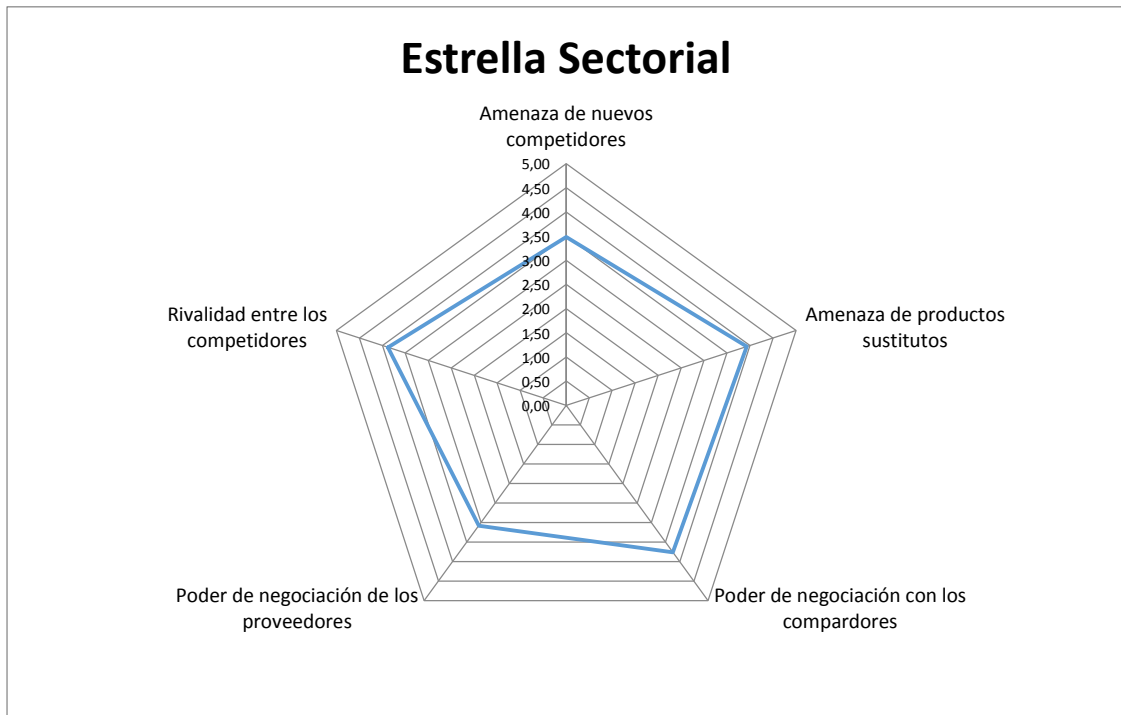 Estrella Sectorial
Amenaza de nuevos
competidores
5,00
4,50
4,00
3,50
3,00
2,50
2,00
1,50
1,00
0,50
0,00
Rivalidad entre los
competidores
Amenaza de productos
sustitutos
Poder de negociación de los
proveedores
Poder de negociación con los
compardores